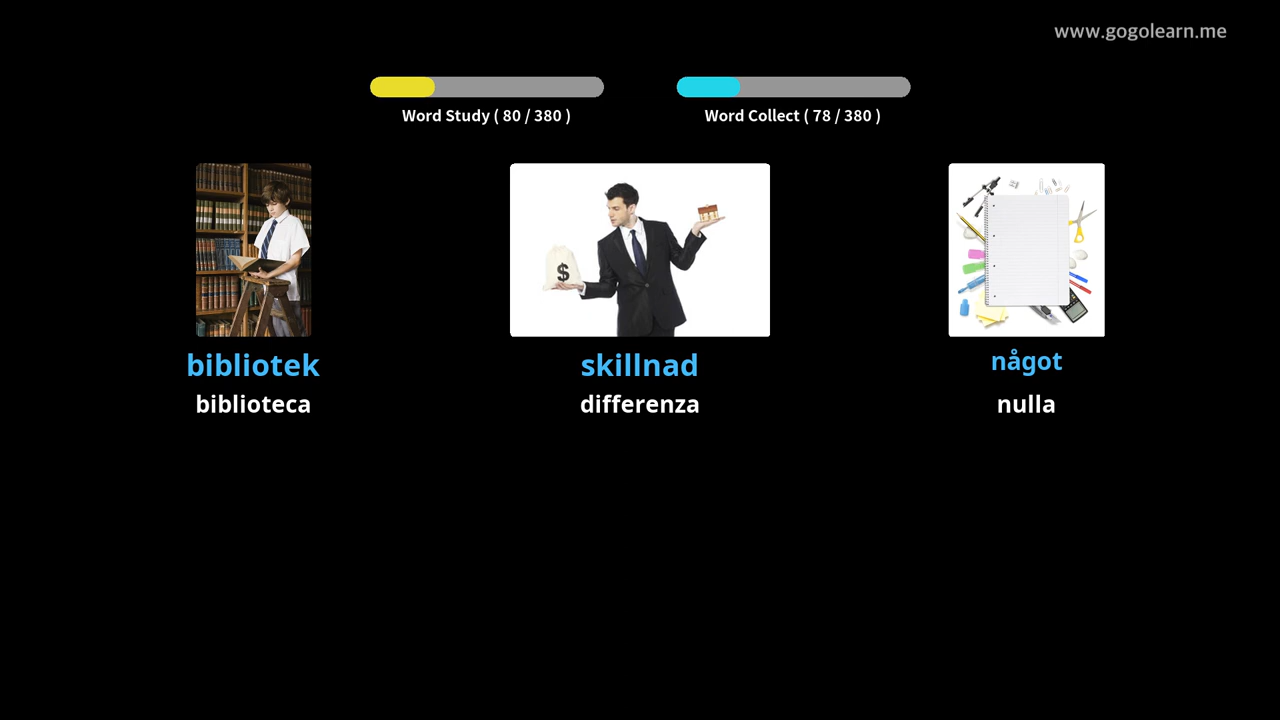 www.gogolearn.me
Word Study ( 80 / 380 )
Word Collect ( 78 / 380 )
$
bibliotek
skillnad
något
biblioteca
differenza
nulla